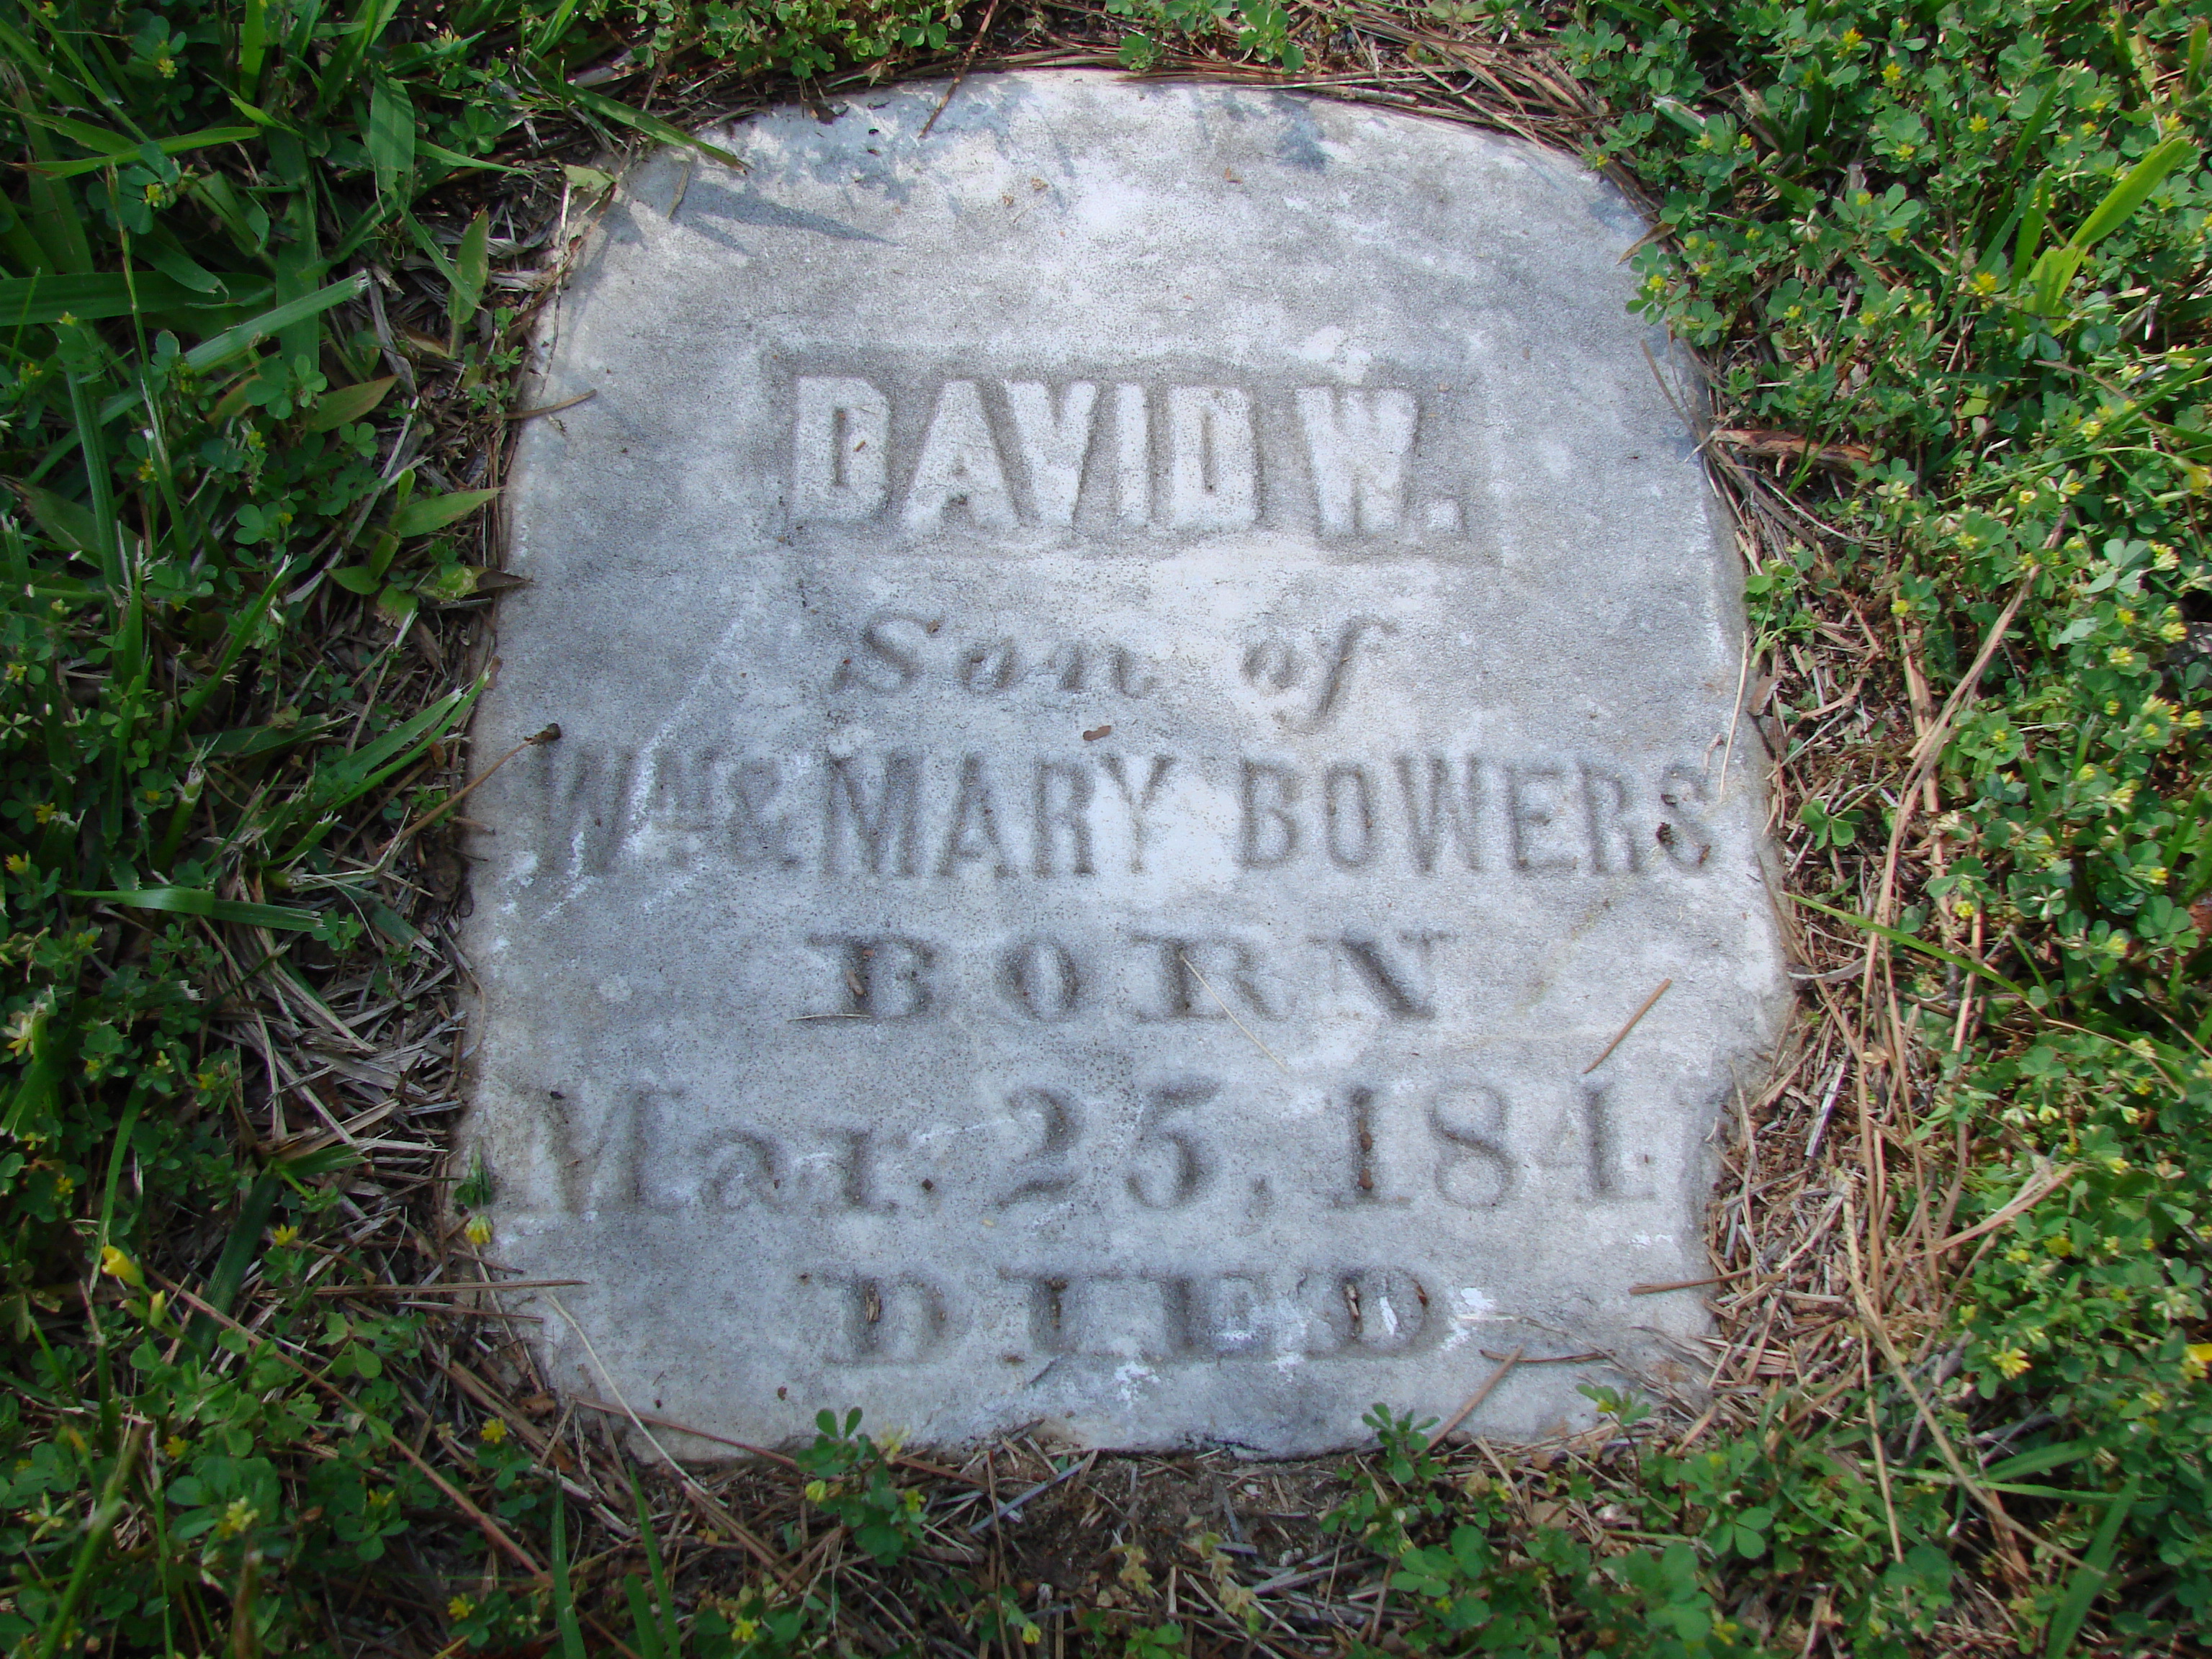 DAVID W.
Son of
Wm & MARY BOWERS
BORN
Mar. 25, 184
DIED